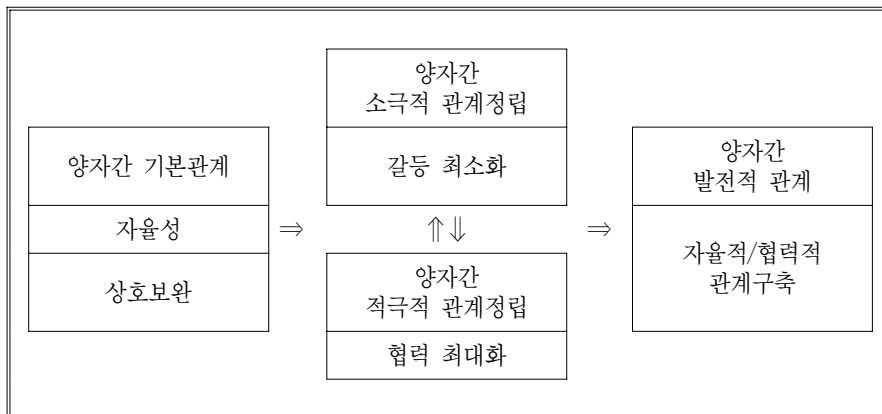 양자간 기본관계
자율성
상호보완
⇒
양자간
소극적 관계정립
갈등 최소화
⇑⇓
양자간
적극적 관계정립
협력 최대화
⇒
양자간
발전적 관계
자율적/협력적
관계구축